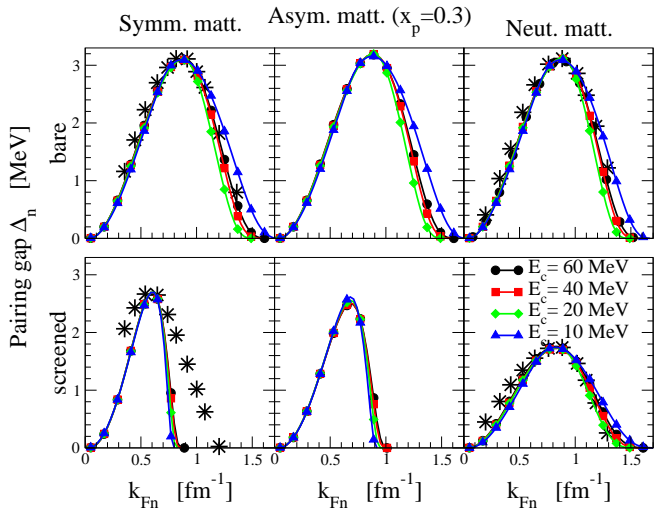 Symm. matt.
Asym. matt. (x_p=0.3)
Neut. matt.
Pairing gap Δ_n [MeV]
bare
3
2
1
0
screened
3
2
1
0
E_c= 60 MeV
E_c= 40 MeV
E_c= 20 MeV
E_c= 10 MeV
0 0.5 1 1.5
0 0.5 1 1.5
0 0.5 1 1.5
k_Fn [fm^-1]
k_Fn [fm^-1]
k_Fn [fm^-1]